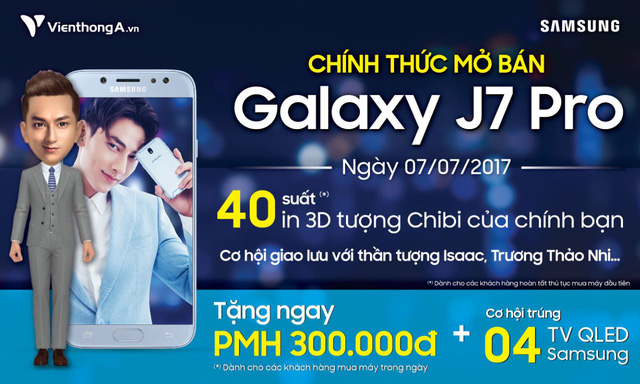 VienthongA.vn
SAMSUNG
CHÍNH THỨC MỞ BÁN
Galaxy J7 Pro
Ngày 07/07/2017
40 suất (*)
in 3D tượng Chibi của chính bạn
Cơ hội giao lưu với thần tượng Isaac, Trương Thảo Nhi...
(*) Dành cho các khách hàng hoàn tất thủ tục mua máy đầu tiên
SAMSUNG
Tặng ngay
PMH 300.000đ
(*) Dành cho các khách hàng mua máy trong ngày
+
Cơ hội trúng
04 TV QLED
Samsung